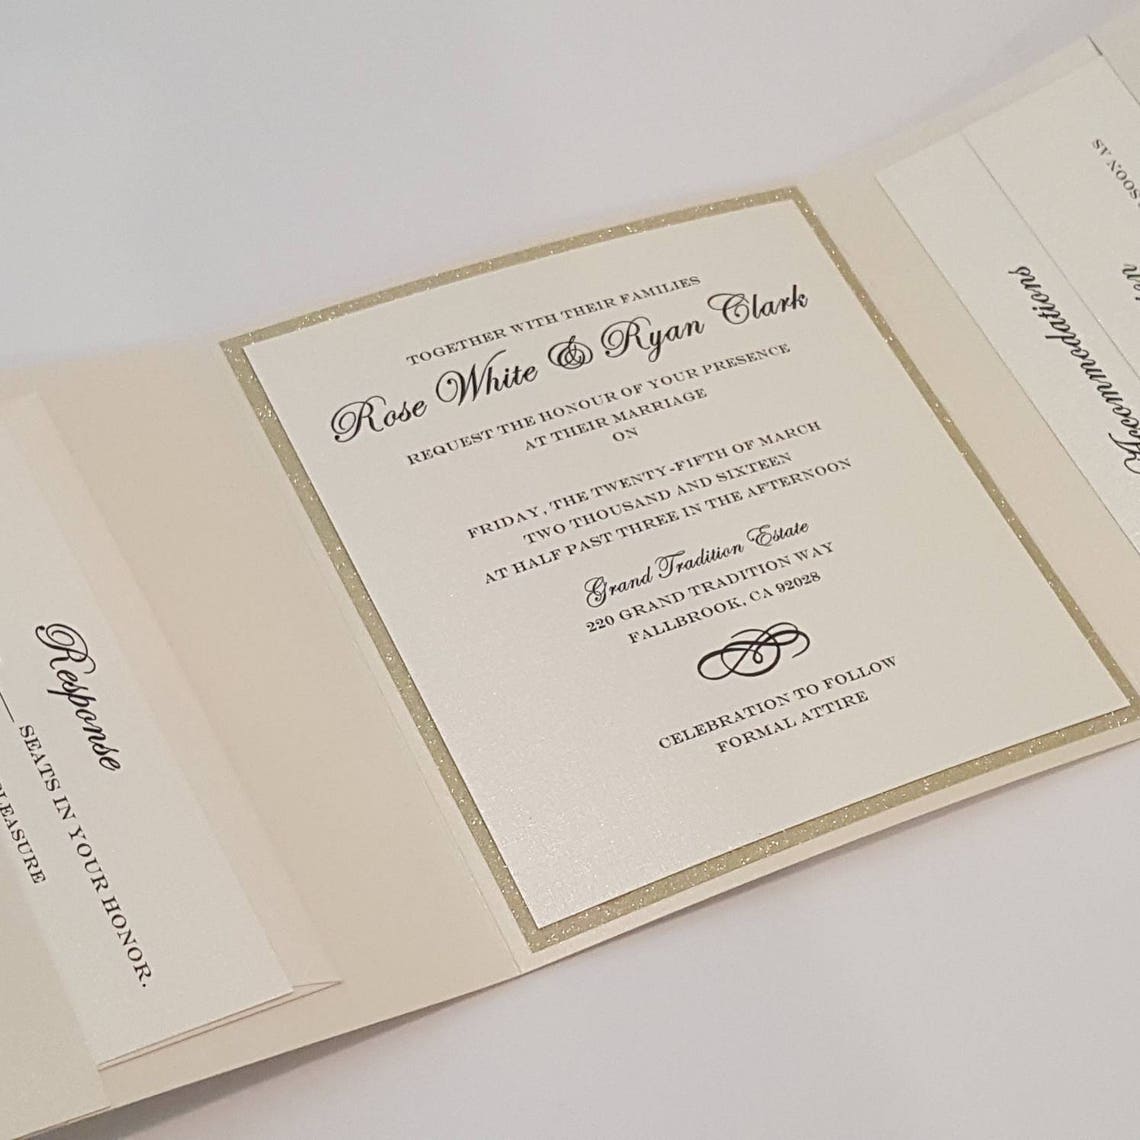 Response
SEATS IN YOUR HONOR.
TOGETHER WITH THEIR FAMILIES
Rose White & Ryan Clark
REQUEST THE HONOUR OF YOUR PRESENCE
AT THEIR MARRIAGE
ON
FRIDAY, THE TWENTY-FIFTH OF MARCH
TWO THOUSAND AND SIXTEEN
AT HALF PAST THREE IN THE AFTERNOON
Grand Tradition Estate
220 GRAND TRADITION WAY
FALLBROOK, CA 92028
CELEBRATION TO FOLLOW
FORMAL ATTIRE
Accommodations
SOON AS